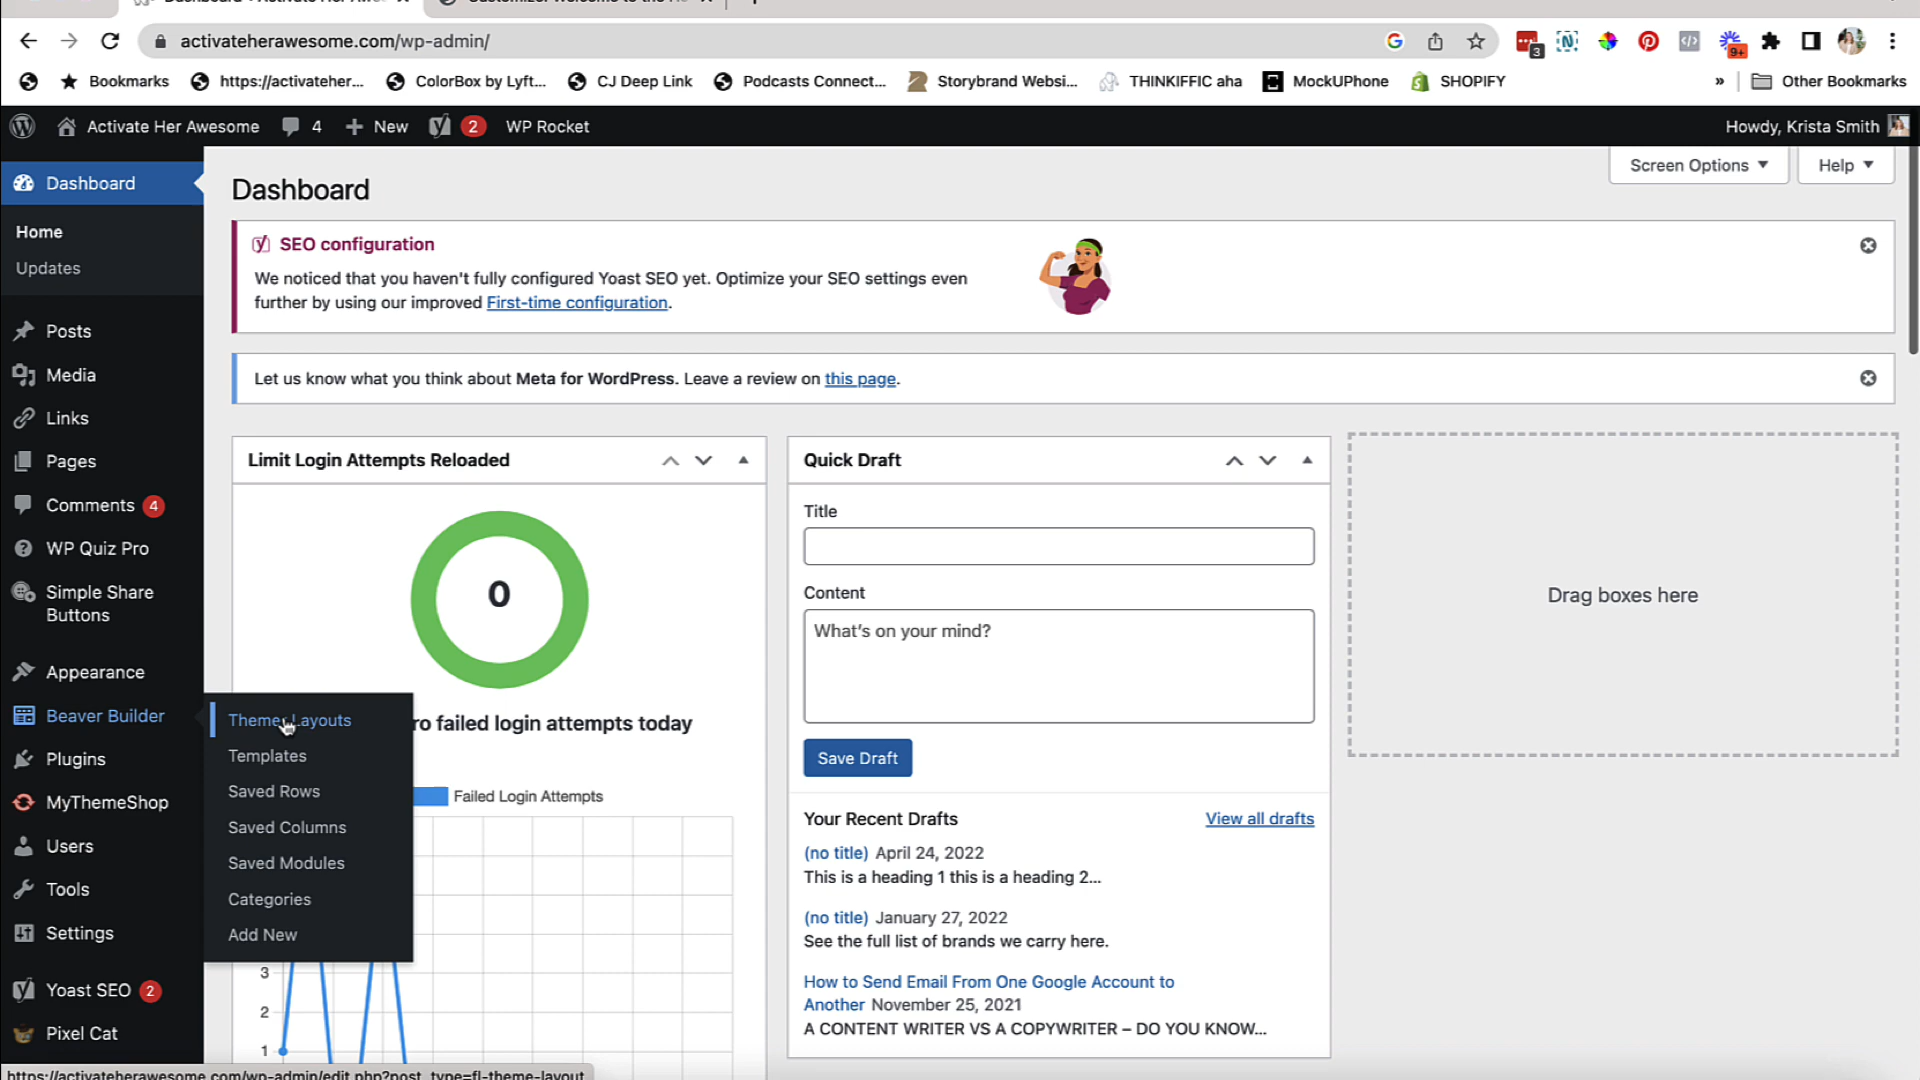 Dashboard
activateherawesome.com/wp-admin/
3
9+
Bookmarks
https://activateher...
ColorBox by Lyft...
CJ Deep Link
Podcasts Connect...
Storybrand Websi...
THINKIFFIC aha
MockUPhone
SHOPIFY
»
Other Bookmarks
Activate Her Awesome
4
New
2
WP Rocket
Howdy, Krista Smith
Dashboard
Home
Updates
Posts
Media
Links
Pages
Comments 4
WP Quiz Pro
Simple Share
Buttons
Appearance
Beaver Builder
Plugins
MyThemeShop
Users
Tools
Settings
Yoast SEO 2
Pixel Cat
Layouts
Templates
Saved Rows
Saved Columns
Saved Modules
Categories
Add New
Screen Options
Help
Dashboard
SEO configuration
We noticed that you haven't fully configured Yoast SEO yet. Optimize your SEO settings even
further by using our improved First-time configuration.
Let us know what you think about Meta for WordPress. Leave a review on this page.
Limit Login Attempts Reloaded
0
ro failed login attempts today
Failed Login Attempts
3
2
1
Quick Draft
Title
Content
What's on your mind?
Save Draft
Your Recent Drafts
View all drafts
(no title) April 24, 2022
This is a heading 1 this is a heading 2...
(no title) January 27, 2022
See the full list of brands we carry here.
How to Send Email From One Google Account to
Another November 25, 2021
A CONTENT WRITER VS A COPYWRITER – DO YOU KNOW...
Drag boxes here
https://activateherawesome.com/wp-admin/edit.php?post_type=fl-theme-layout